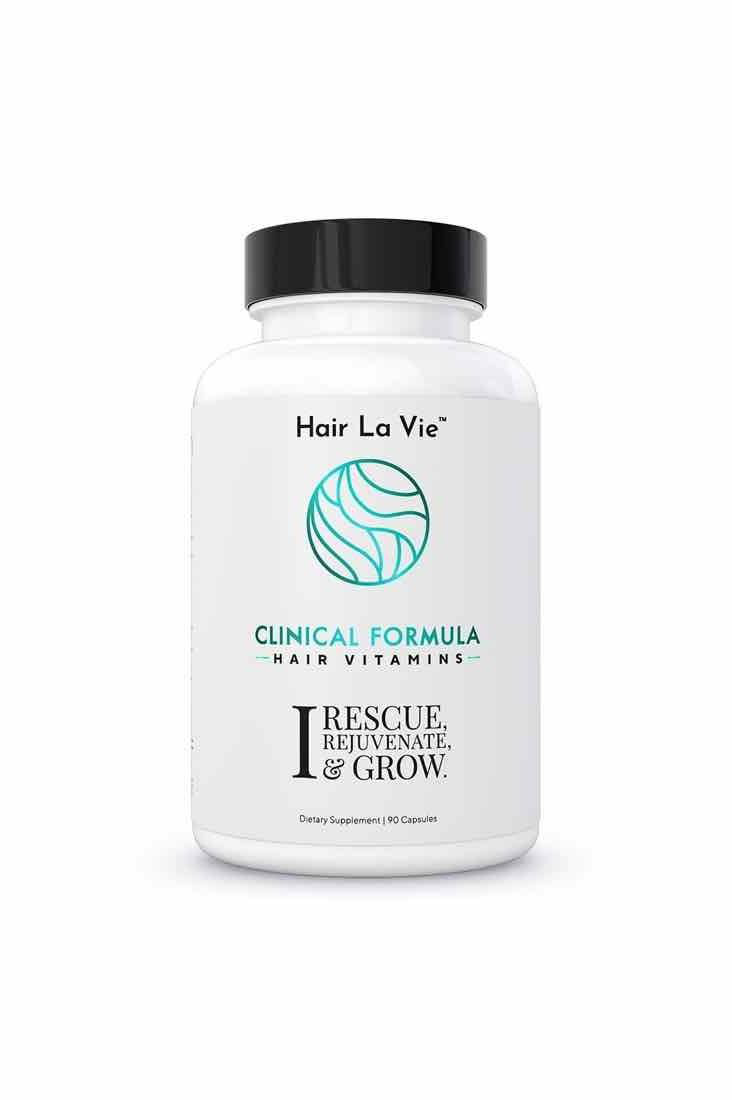 Hair La Vie™
CLINICAL FORMULA
HAIR VITAMINS
I RESCUE,
REJUVENATE,
& GROW.
Dietary Supplement | 90 Capsules